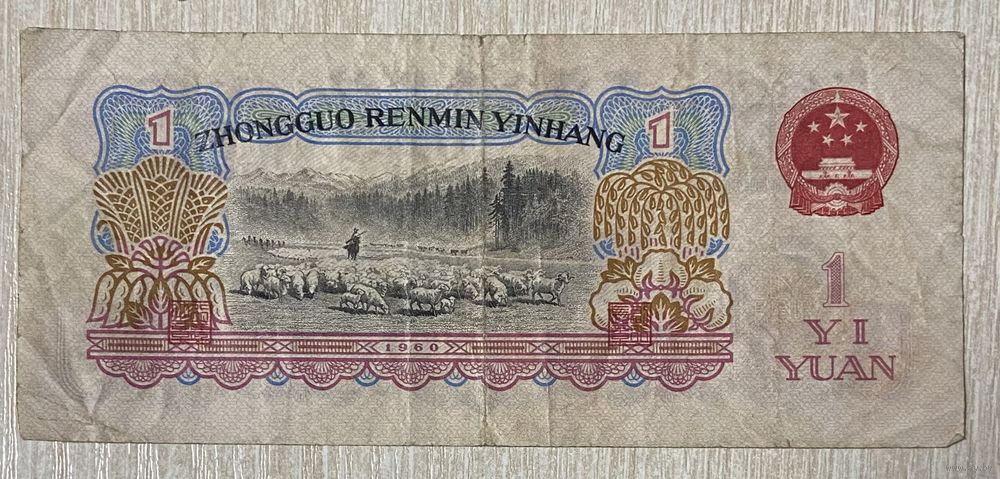 1
ZHONGGUO RENMIN YINHANG
1
1960
1
YI
YUAN